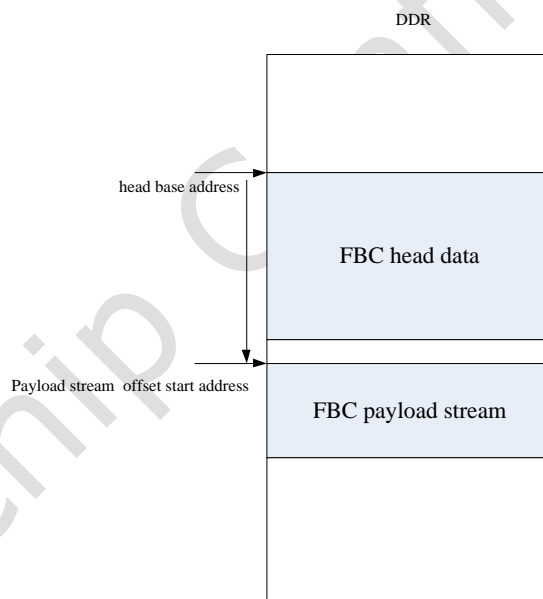 DDR
head base address
FBC head data
Payload stream offset start address
FBC payload stream